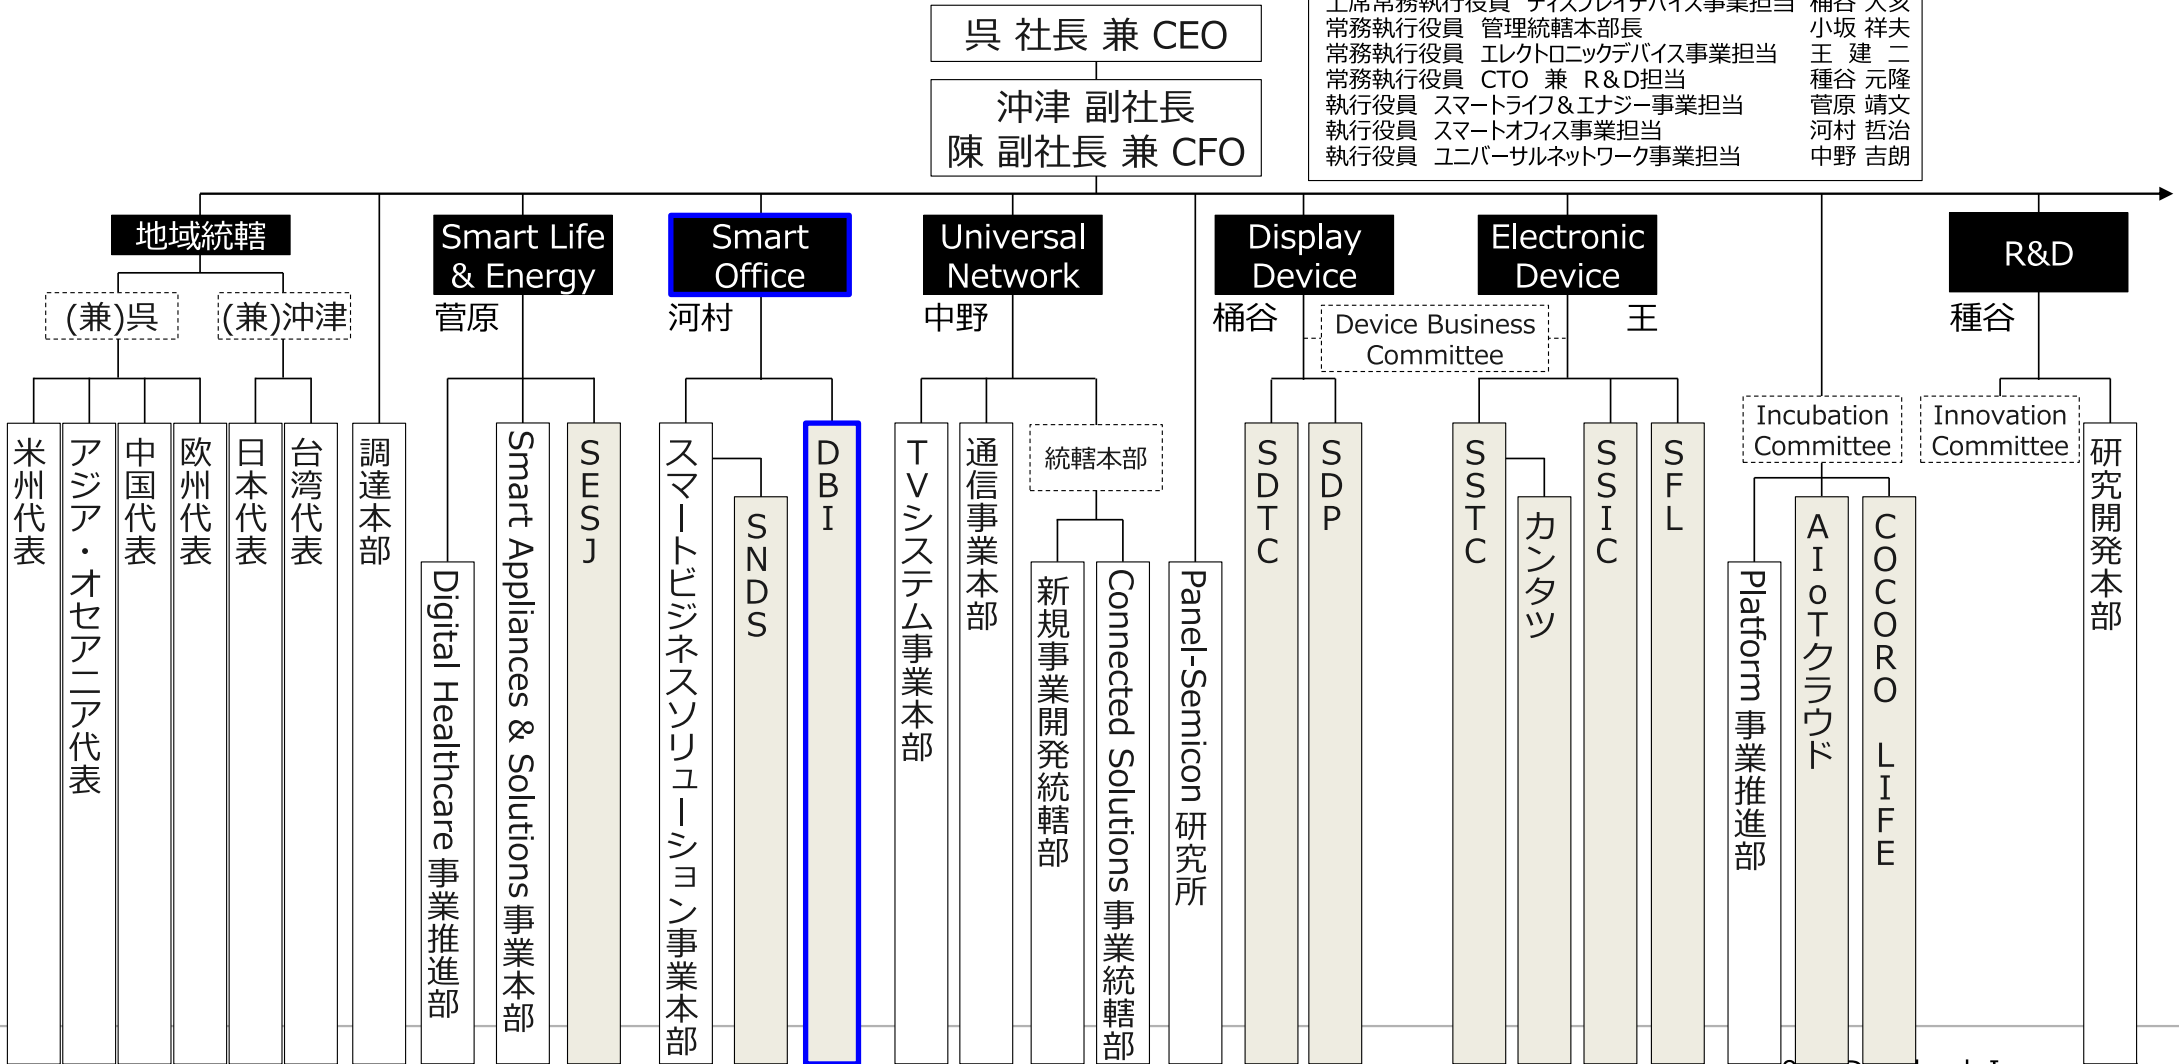 呉 社長 兼 CEO
沖津 副社長
陳 副社長 兼 CFO
上席常務執行役員 ディスプレイデバイス事業担当 桶谷 大亥
常務執行役員 管理統轄本部長 小坂 祥夫
常務執行役員 エレクトロニックデバイス事業担当 王 建 二
常務執行役員 CTO 兼 R&D担当 種谷 元隆
執行役員 スマートライフ&エナジー事業担当 菅原 靖文
執行役員 スマートオフィス事業担当 河村 哲治
執行役員 ユニバーサルネットワーク事業担当 中野 吉朗
地域統轄
(兼)呉
(兼)沖津
米州代表
アジア・オセアニア代表
中国代表
欧州代表
日本代表
台湾代表
調達本部
Smart Life
& Energy
菅原
Digital Healthcare 事業推進部
Smart Appliances & Solutions 事業本部
SESJ
Smart
Office
河村
スマートビジネスソリューション事業本部
SNDS
DBI
Universal
Network
中野
TVシステム事業本部
通信事業本部
統轄本部
新規事業開発統轄部
Connected Solutions 事業統轄部
Panel-Semicon 研究所
Display
Device
桶谷
Device Business
Committee
SDTC
SDP
Electronic
Device
王
SSTC
カンタツ
SSIC
SFL
Incubation
Committee
Platform 事業推進部
AIoTクラウド
COCORO LIFE
R&D
種谷
Innovation
Committee
研究開発本部